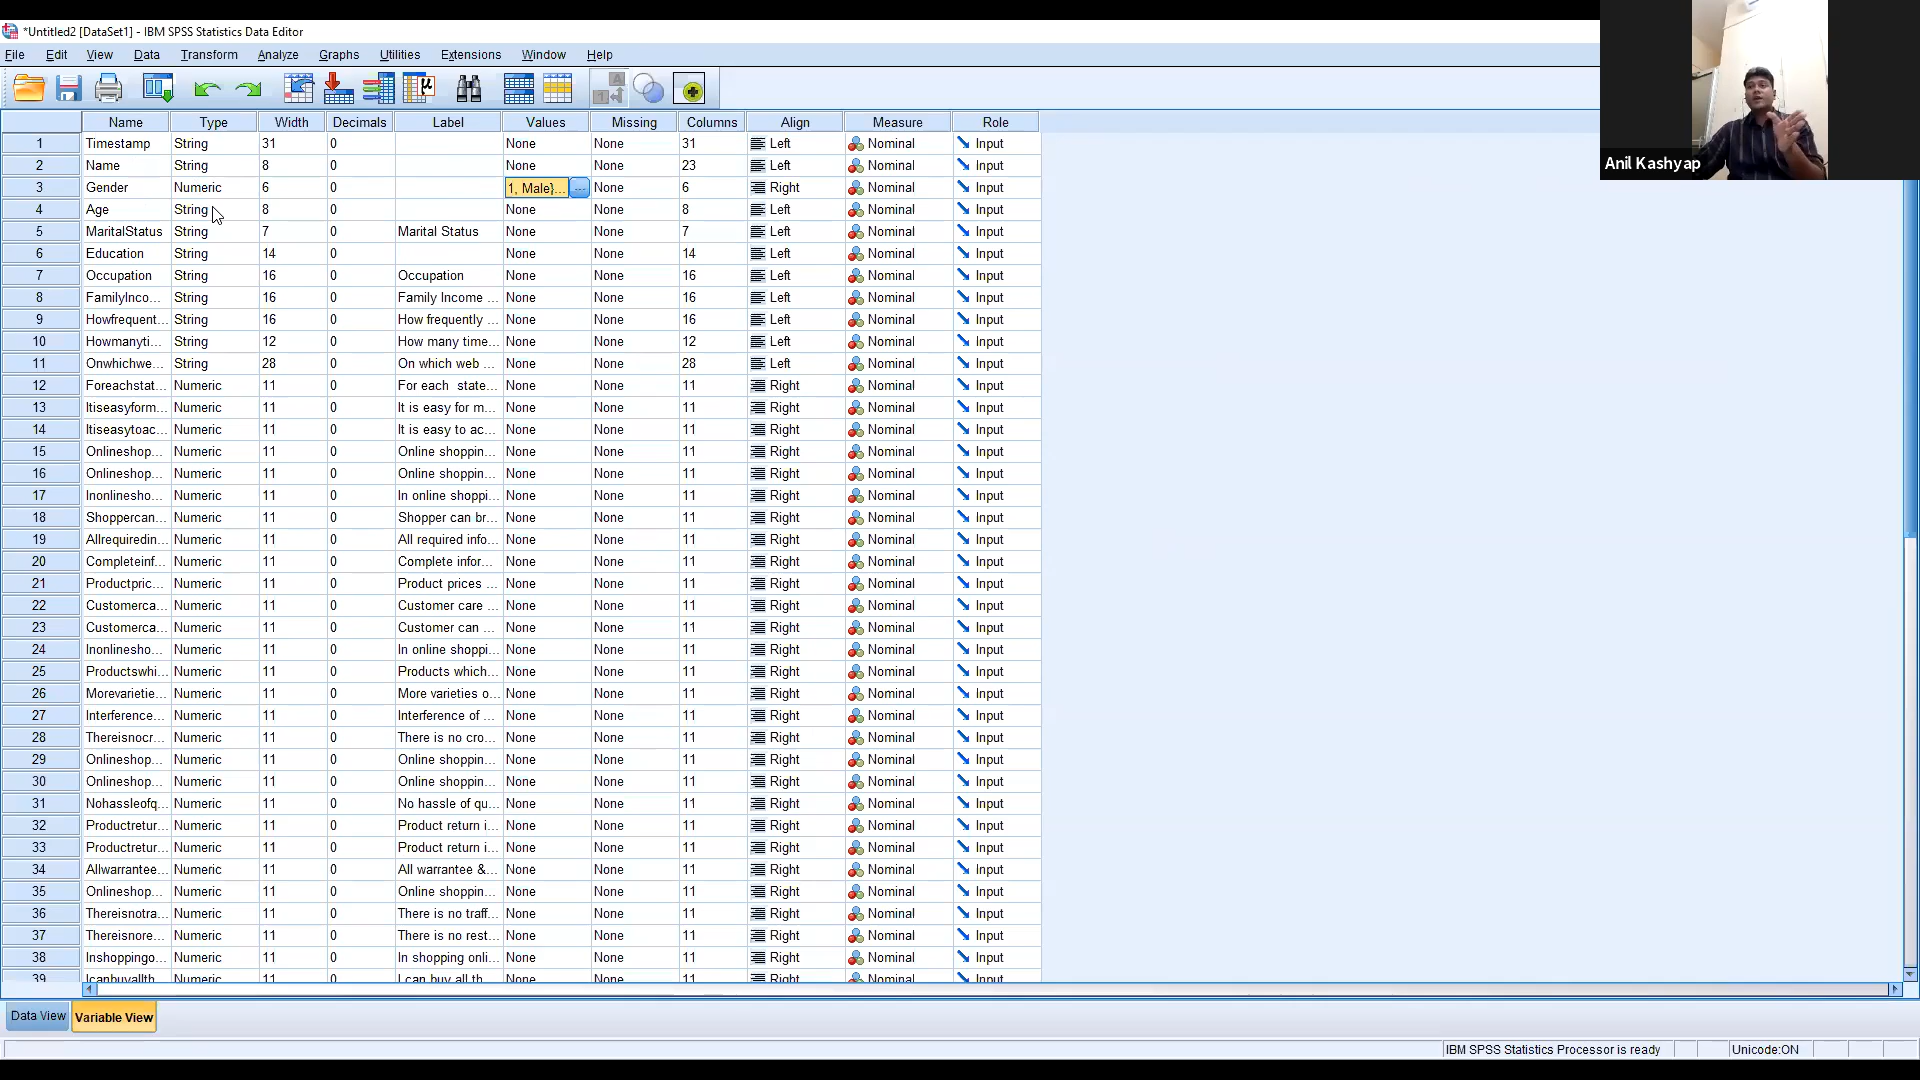 *Untitled2 [DataSet1] - IBM SPSS Statistics Data Editor
File Edit View Data Transform Analyze Graphs Utilities Extensions Window Help
Name Type Width Decimals Label Values Missing Columns Align Measure Role
1 Timestamp String 31 0 None None 31 Left Nominal Input
2 Name String 8 0 None None 23 Left Nominal Input
3 Gender Numeric 6 0 1, Male}... ... None 6 Right Nominal Input
4 Age String 8 0 None None 8 Left Nominal Input
5 MaritalStatus String 7 0 Marital Status None None 7 Left Nominal Input
6 Education String 14 0 None None 14 Left Nominal Input
7 Occupation String 16 0 Occupation None None 16 Left Nominal Input
8 FamilyInco... String 16 0 Family Income ... None None 16 Left Nominal Input
9 Howfrequent... String 16 0 How frequently ... None None 16 Left Nominal Input
10 Howmanyti... String 12 0 How many time... None None 12 Left Nominal Input
11 Onwhichwe... String 28 0 On which web ... None None 28 Left Nominal Input
12 Foreachstat... Numeric 11 0 For each state... None None 11 Right Nominal Input
13 Itiseasyform... Numeric 11 0 It is easy for m... None None 11 Right Nominal Input
14 Itiseasytoac... Numeric 11 0 It is easy to ac... None None 11 Right Nominal Input
15 Onlineshop... Numeric 11 0 Online shoppin... None None 11 Right Nominal Input
16 Onlineshop... Numeric 11 0 Online shoppin... None None 11 Right Nominal Input
17 Inonlinesho... Numeric 11 0 In online shoppi... None None 11 Right Nominal Input
18 Shoppercan... Numeric 11 0 Shopper can br... None None 11 Right Nominal Input
19 Allrequiredin... Numeric 11 0 All required info... None None 11 Right Nominal Input
20 Completeinf... Numeric 11 0 Complete infor... None None 11 Right Nominal Input
21 Productpric... Numeric 11 0 Product prices ... None None 11 Right Nominal Input
22 Customerca... Numeric 11 0 Customer care ... None None 11 Right Nominal Input
23 Customerca... Numeric 11 0 Customer can ... None None 11 Right Nominal Input
24 Inonlinesho... Numeric 11 0 In online shoppi... None None 11 Right Nominal Input
25 Productswhi... Numeric 11 0 Products which... None None 11 Right Nominal Input
26 Morevarietie... Numeric 11 0 More varieties o... None None 11 Right Nominal Input
27 Interference... Numeric 11 0 Interference of ... None None 11 Right Nominal Input
28 Thereisnocr... Numeric 11 0 There is no cro... None None 11 Right Nominal Input
29 Onlineshop... Numeric 11 0 Online shoppin... None None 11 Right Nominal Input
30 Onlineshop... Numeric 11 0 Online shoppin... None None 11 Right Nominal Input
31 Nohassleofq... Numeric 11 0 No hassle of qu... None None 11 Right Nominal Input
32 Productretur... Numeric 11 0 Product return i... None None 11 Right Nominal Input
33 Productretur... Numeric 11 0 Product return i... None None 11 Right Nominal Input
34 Allwarrantee... Numeric 11 0 All warrantee &... None None 11 Right Nominal Input
35 Onlineshop... Numeric 11 0 Online shoppin... None None 11 Right Nominal Input
36 Thereisnotra... Numeric 11 0 There is no traff... None None 11 Right Nominal Input
37 Thereisnore... Numeric 11 0 There is no rest... None None 11 Right Nominal Input
38 Inshoppingo... Numeric 11 0 In shopping onli... None None 11 Right Nominal Input
39 Icanbuyallth... Numeric 11 0 I can buy all th... None None 11 Right Nominal Input
Data View Variable View
IBM SPSS Statistics Processor is ready Unicode:ON
Anil Kashyap